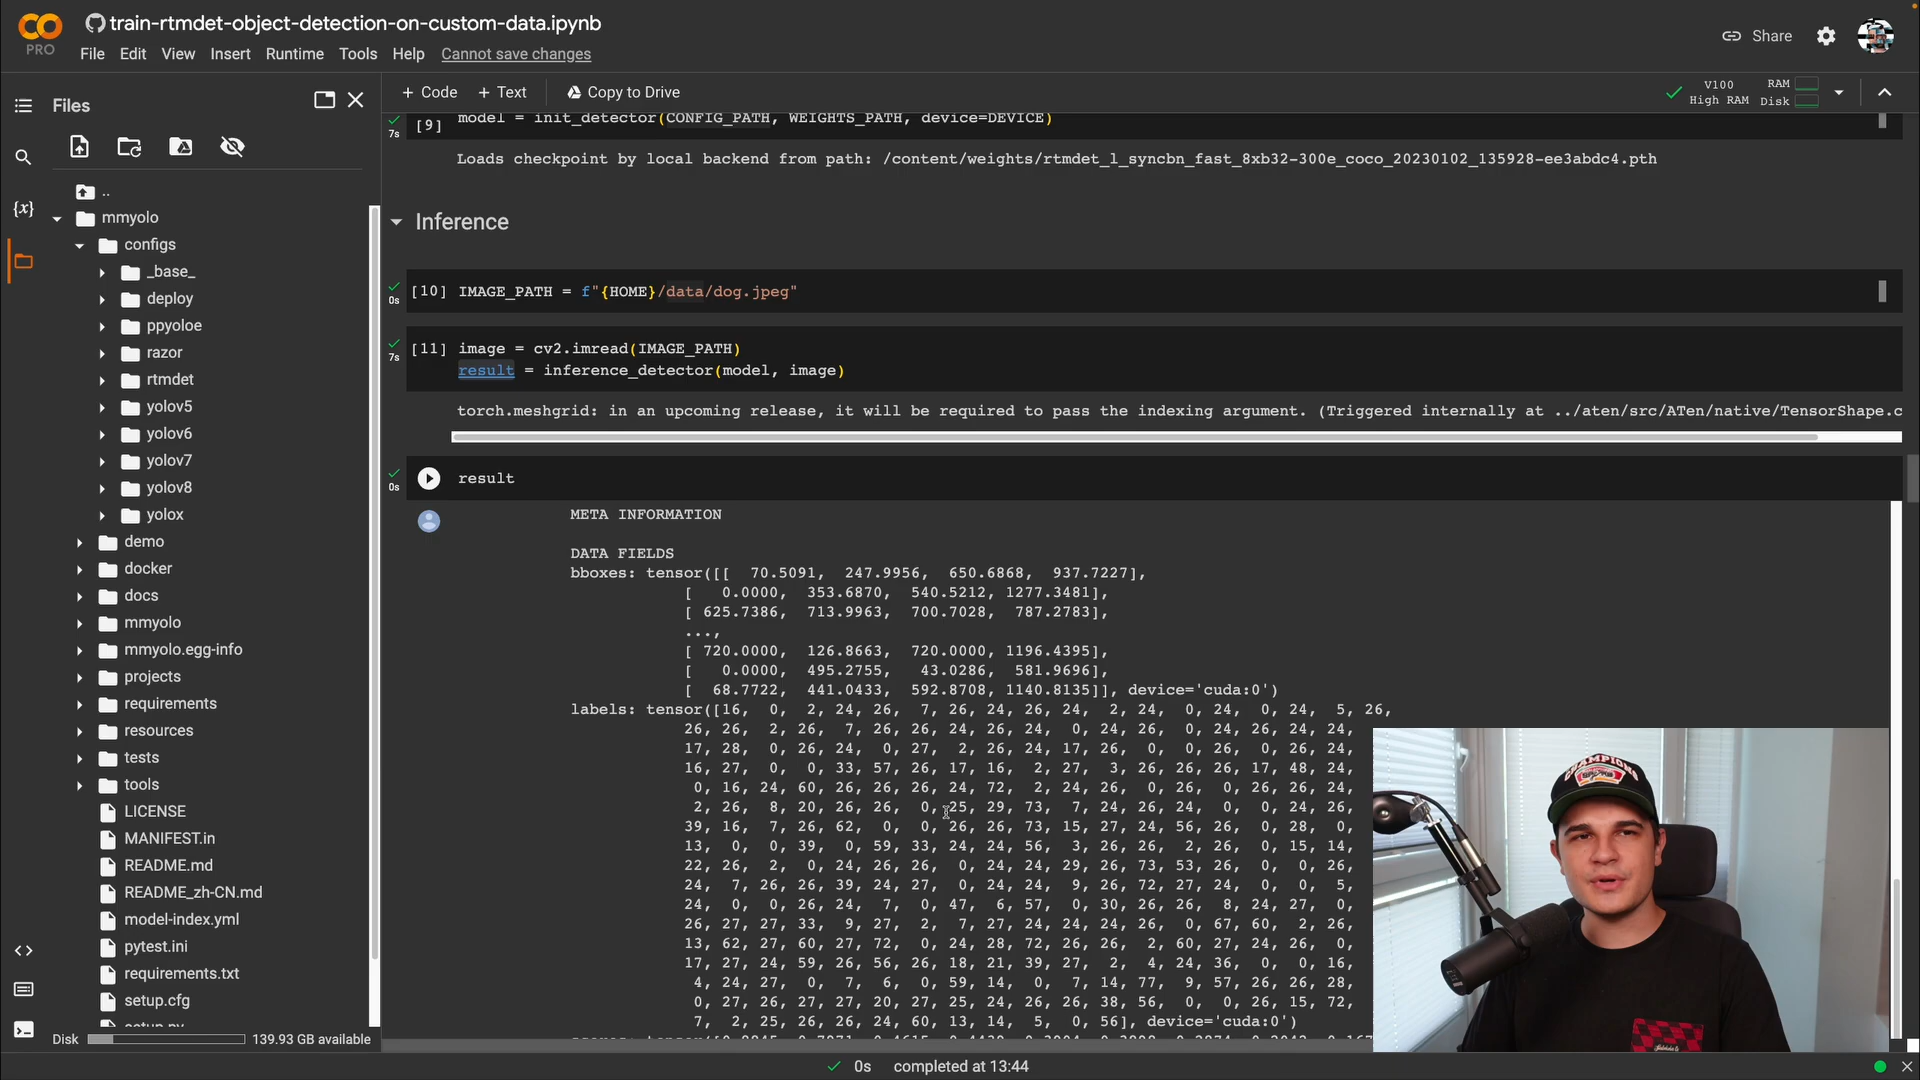 PRO
train-rtmdet-object-detection-on-custom-data.ipynb
File Edit View Insert Runtime Tools Help Cannot save changes
Share
Files
+ Code + Text Copy to Drive
V100
High RAM
RAM
Disk
..
mmyolo
configs
_base_
deploy
ppyoloe
razor
rtmdet
yolov5
yolov6
yolov7
yolov8
yolox
demo
docker
docs
mmyolo
mmyolo.egg-info
projects
requirements
resources
tests
tools
LICENSE
MANIFEST.in
README.md
README_zh-CN.md
model-index.yml
pytest.ini
requirements.txt
setup.cfg
setup.py
Disk 139.93 GB available
7s
[9] model = init_detector(CONFIG_PATH, WEIGHTS_PATH, device=DEVICE)
Loads checkpoint by local backend from path: /content/weights/rtmdet_l_syncbn_fast_8xb32-300e_coco_20230102_135928-ee3abdc4.pth
Inference
0s
[10] IMAGE_PATH = f"{HOME}/data/dog.jpeg"
7s
[11] image = cv2.imread(IMAGE_PATH)
result = inference_detector(model, image)
torch.meshgrid: in an upcoming release, it will be required to pass the indexing argument. (Triggered internally at ../aten/src/ATen/native/TensorShape.c
0s
result
META INFORMATION
DATA FIELDS
bboxes: tensor([[ 70.5091, 247.9956, 650.6868, 937.7227],
[ 0.0000, 353.6870, 540.5212, 1277.3481],
[ 625.7386, 713.9963, 700.7028, 787.2783],
...,
[ 720.0000, 126.8663, 720.0000, 1196.4395],
[ 0.0000, 495.2755, 43.0286, 581.9696],
[ 68.7722, 441.0433, 592.8708, 1140.8135]], device='cuda:0')
labels: tensor([16, 0, 2, 24, 26, 7, 26, 24, 26, 24, 2, 24, 0, 24, 0, 24, 5, 26,
26, 26, 2, 26, 7, 26, 26, 24, 26, 24, 0, 24, 26, 0, 24, 26, 24, 24,
17, 28, 0, 26, 24, 0, 27, 2, 26, 24, 17, 26, 0, 0, 26, 0, 26, 24,
16, 27, 0, 0, 33, 57, 26, 17, 16, 2, 27, 3, 26, 26, 26, 17, 48, 24,
0, 16, 24, 60, 26, 26, 26, 24, 72, 2, 24, 26, 0, 26, 0, 26, 26, 24,
2, 26, 8, 20, 26, 26, 0, 25, 29, 73, 7, 24, 26, 24, 0, 0, 24, 26,
39, 16, 7, 26, 62, 0, 0, 26, 26, 73, 15, 27, 24, 56, 26, 0, 28, 0,
13, 0, 0, 39, 0, 59, 33, 24, 24, 56, 3, 26, 26, 2, 26, 0, 15, 14,
22, 26, 2, 0, 24, 26, 26, 0, 24, 24, 29, 26, 73, 53, 26, 0, 0, 26,
24, 7, 26, 26, 39, 24, 27, 0, 24, 24, 9, 26, 72, 27, 24, 0, 0, 5,
24, 0, 0, 26, 24, 7, 0, 47, 6, 57, 0, 30, 26, 26, 8, 24, 27, 0,
26, 27, 27, 33, 9, 27, 2, 7, 27, 24, 24, 24, 26, 0, 67, 60, 2, 26,
13, 62, 27, 60, 27, 72, 0, 24, 28, 72, 26, 26, 2, 60, 27, 24, 26, 0,
17, 27, 24, 59, 26, 56, 26, 18, 21, 39, 27, 2, 4, 24, 36, 0, 0, 16,
4, 24, 27, 0, 7, 6, 0, 59, 14, 0, 7, 14, 77, 9, 57, 26, 26, 28,
0, 27, 26, 27, 27, 20, 27, 25, 24, 26, 26, 38, 56, 0, 0, 26, 15, 72,
7, 2, 25, 26, 26, 24, 60, 13, 14, 5, 0, 56], device='cuda:0')
CHAMPIONS
0s completed at 13:44